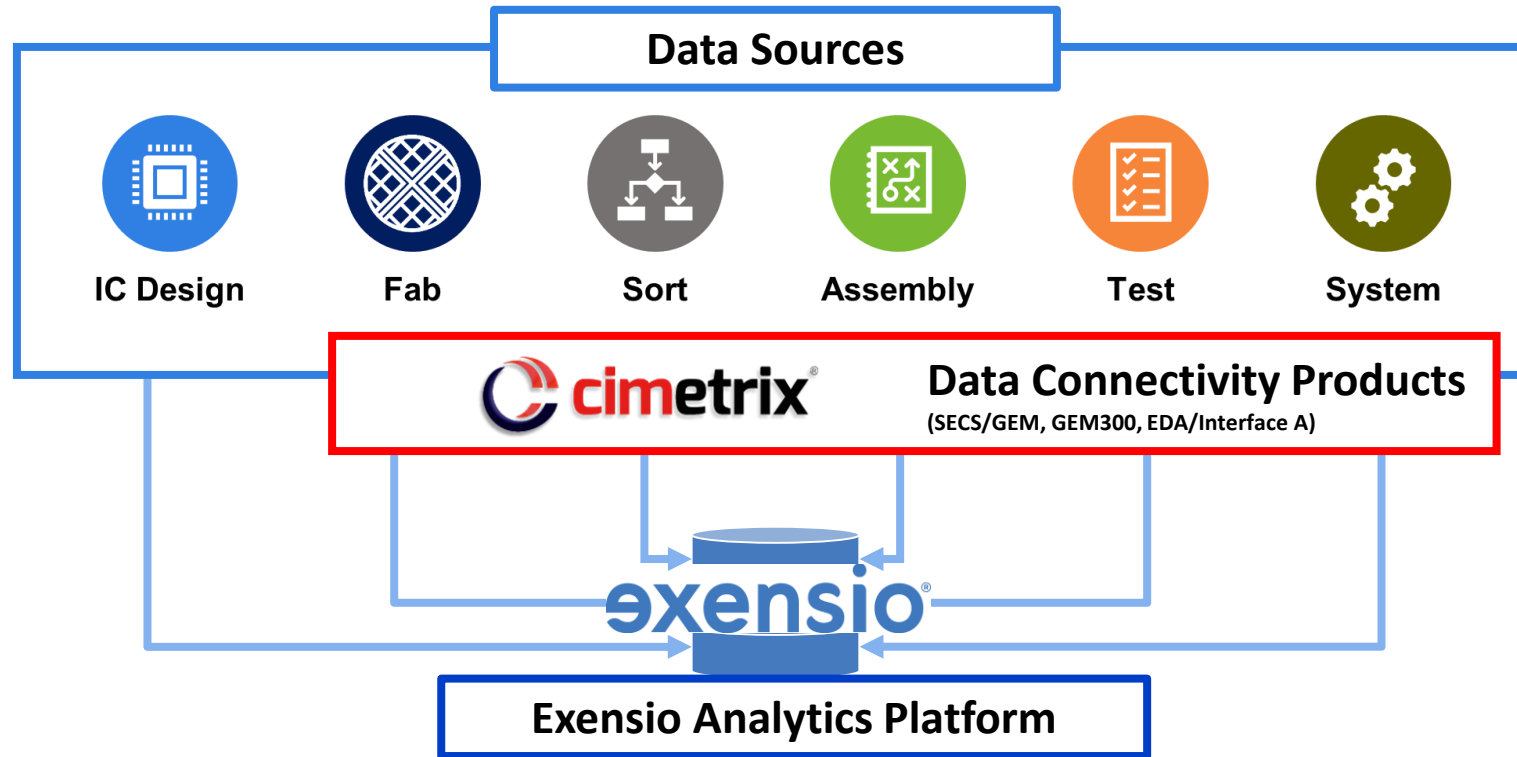 Data Sources
IC Design
Fab
Sort
Assembly
Test
System
cimetrix®
Data Connectivity Products
(SECS/GEM, GEM300, EDA/Interface A)
exensio®
Exensio Analytics Platform